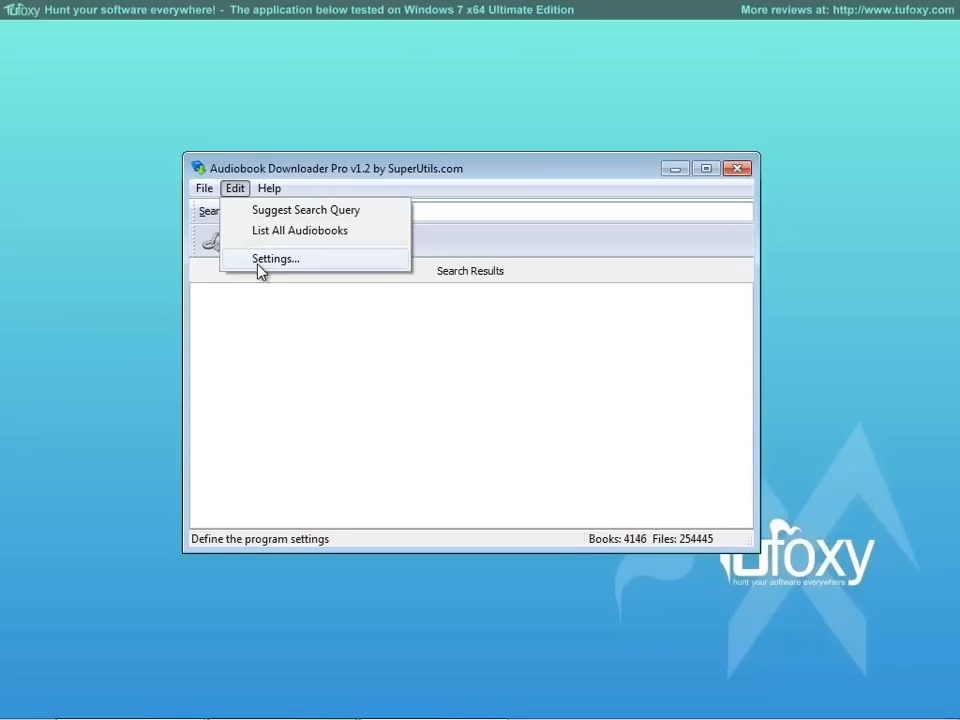 tufoxy Hunt your software everywhere! - The application below tested on Windows 7 x64 Ultimate Edition
More reviews at: http://www.tufoxy.com
Audiobook Downloader Pro v1.2 by SuperUtils.com
File Edit Help
Sear
Suggest Search Query
List All Audiobooks
Settings...
Search Results
Define the program settings
Books: 4146 Files: 254445
tufoxy
hunt your software everywhere!